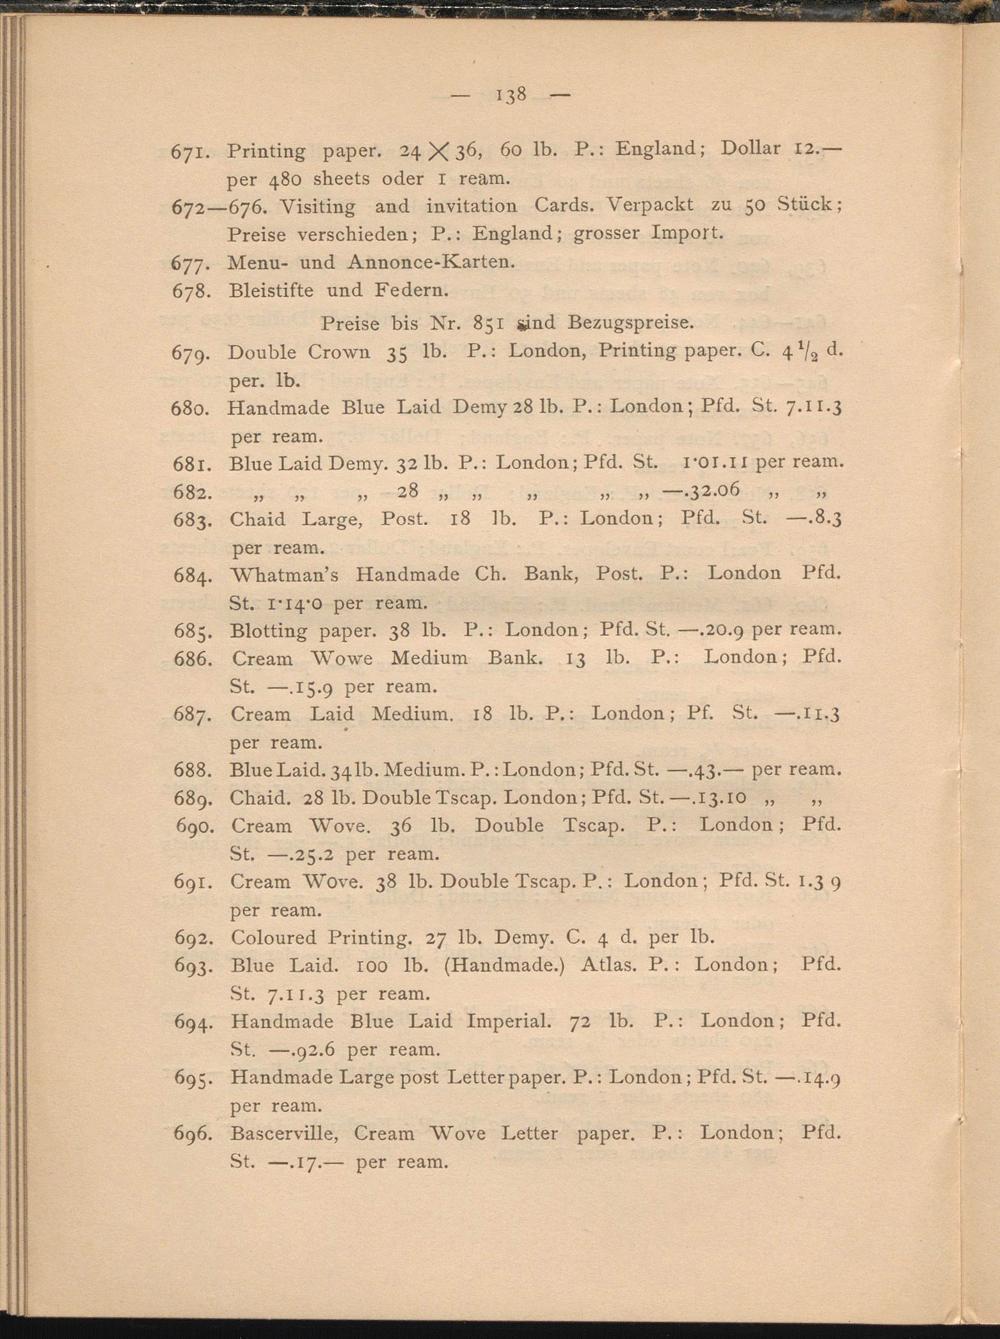 — 138 —
671. Printing paper. 24 X 36, 60 lb. P.: England; Dollar 12.—
per 480 sheets oder 1 ream.
672—676. Visiting and invitation Cards. Verpackt zu 50 Stück;
Preise verschieden; P.: England; grosser Import.
677. Menu- und Annonce-Karten.
678. Bleistifte und Federn.
Preise bis Nr. 851 sind Bezugspreise.
679. Double Crown 35 lb. P.: London, Printing paper. C. 4 1/2 d.
per. lb.
680. Handmade Blue Laid Demy 28 lb. P.: London; Pfd. St. 7.11.3
per ream.
681. Blue Laid Demy. 32 lb. P.: London; Pfd. St. 1·01.11 per ream.
682. „ „ „ 28 „ „ „ „ „ —.32.06 „ „
683. Chaid Large, Post. 18 lb. P.: London; Pfd. St. —.8.3
per ream.
684. Whatman's Handmade Ch. Bank, Post. P.: London Pfd.
St. 1·14·0 per ream.
685. Blotting paper. 38 lb. P.: London; Pfd. St. —.20.9 per ream.
686. Cream Wowe Medium Bank. 13 lb. P.: London; Pfd.
St. —.15.9 per ream.
687. Cream Laid Medium. 18 lb. P.: London; Pf. St. —.11.3
per ream.
688. Blue Laid. 34 lb. Medium. P.: London; Pfd. St. —.43.— per ream.
689. Chaid. 28 lb. Double Tscap. London; Pfd. St. —.13.10 „ „
690. Cream Wove. 36 lb. Double Tscap. P.: London; Pfd.
St. —.25.2 per ream.
691. Cream Wove. 38 lb. Double Tscap. P.: London; Pfd. St. 1.3 9
per ream.
692. Coloured Printing. 27 lb. Demy. C. 4 d. per lb.
693. Blue Laid. 100 lb. (Handmade.) Atlas. P.: London; Pfd.
St. 7.11.3 per ream.
694. Handmade Blue Laid Imperial. 72 lb. P.: London; Pfd.
St. —.92.6 per ream.
695. Handmade Large post Letter paper. P.: London; Pfd. St. —.14.9
per ream.
696. Bascerville, Cream Wove Letter paper. P.: London; Pfd.
St. —.17.— per ream.